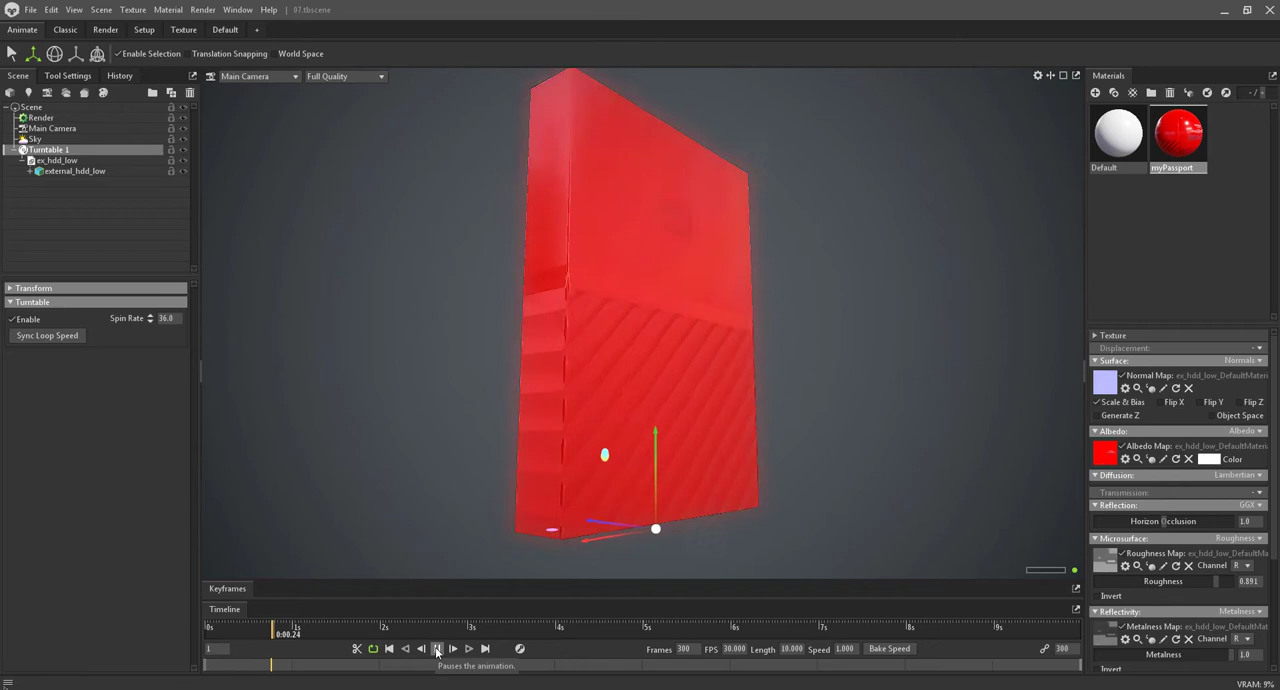 File Edit View Scene Texture Material Render Window Help 07.tbscene
Animate Classic Render Setup Texture Default +
Enable Selection Translation Snapping World Space
Scene Tool Settings History
Main Camera Full Quality
Materials
Scene
Render
Main Camera
Sky
Turntable 1
ex_hdd_low
external_hdd_low
Default myPassport
Transform
Turntable
Enable Spin Rate 36.0
Sync Loop Speed
Texture
Displacement:
Surface: Normals
Normal Map: ex_hdd_low_DefaultMateri
Scale & Bias Flip X Flip Y Flip Z
Generate Z Object Space
Albedo: Albedo
Albedo Map: ex_hdd_low_DefaultMateri
Color
Diffusion: Lambertian
Transmission:
Reflection: GGX
Horizon Occlusion 1.0
Microsurface: Roughness
Roughness Map: ex_hdd_low_DefaultMa
Channel R
Roughness 0.891
Invert
Reflectivity: Metalness
Metalness Map: ex_hdd_low_DefaultMat
Channel R
Metalness 1.0
Invert
Keyframes
Timeline
0s 1s 2s 3s 4s 5s 6s 7s 8s 9s
0:00.24
1 Frames 300 FPS 30.000 Length 10.000 Speed 1.000 Bake Speed 300
Pauses the animation.
VRAM: 9%